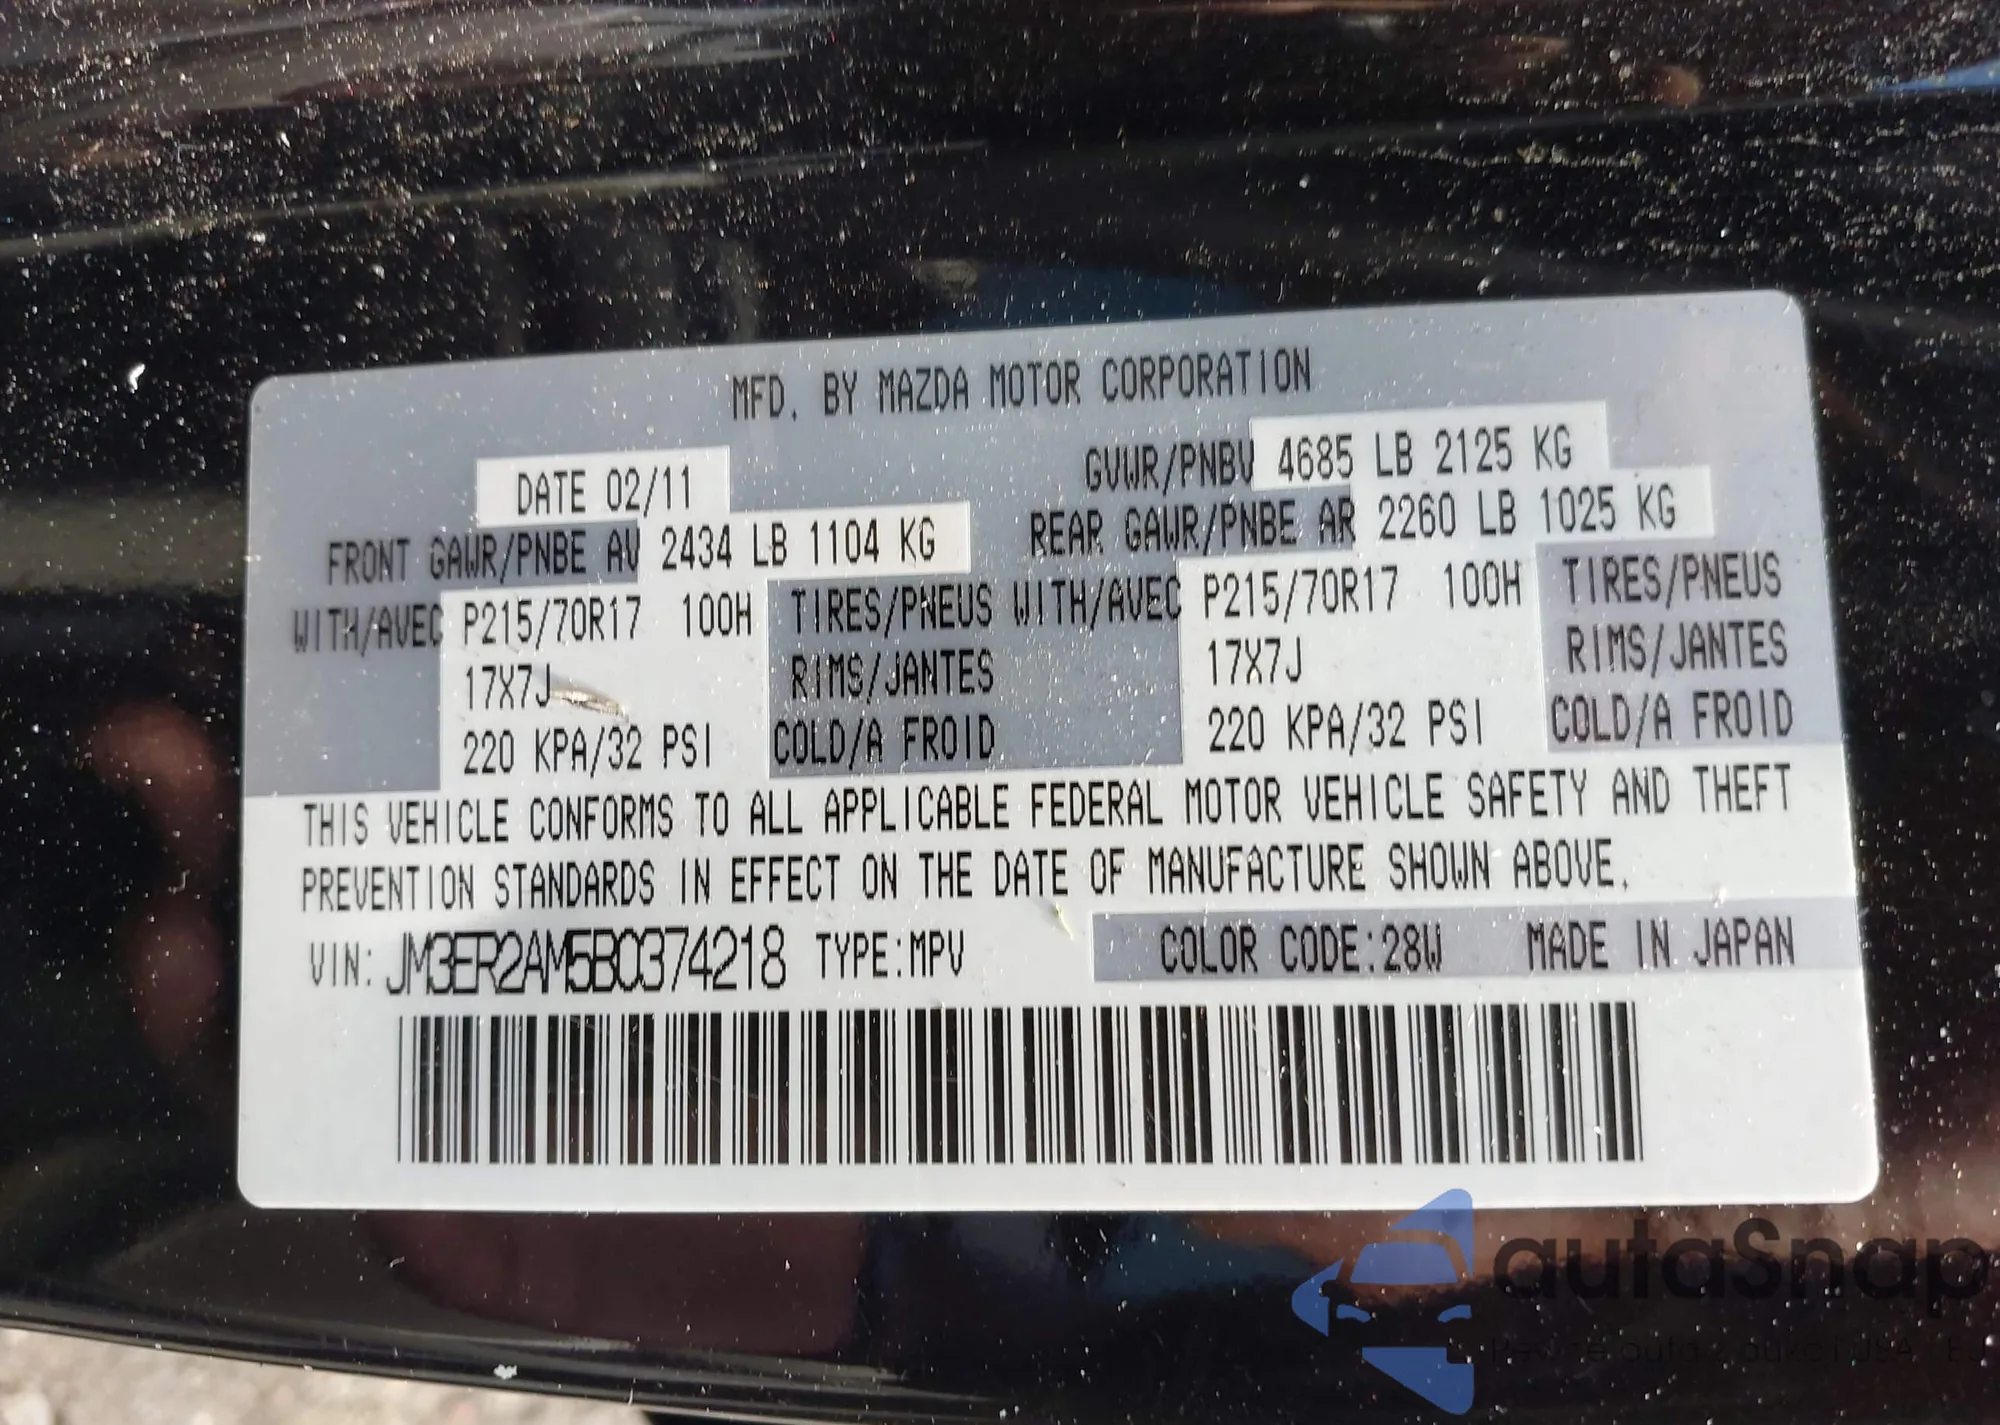 MFD. BY MAZDA MOTOR CORPORATION
DATE 02/11 GVWR/PNBV 4685 LB 2125 KG
FRONT GAWR/PNBE AV 2434 LB 1104 KG REAR GAWR/PNBE AR 2260 LB 1025 KG
WITH/AVEC P215/70R17 100H TIRES/PNEUS WITH/AVEC P215/70R17 100H TIRES/PNEUS
17X7J RIMS/JANTES 17X7J RIMS/JANTES
220 KPA/32 PSI COLD/A FROID 220 KPA/32 PSI COLD/A FROID
THIS VEHICLE CONFORMS TO ALL APPLICABLE FEDERAL MOTOR VEHICLE SAFETY AND THEFT
PREVENTION STANDARDS IN EFFECT ON THE DATE OF MANUFACTURE SHOWN ABOVE.
VIN: JM3ER2AM5B0374218 TYPE:MPV COLOR CODE:28W MADE IN JAPAN
autaSnap
auta z aukcji USA